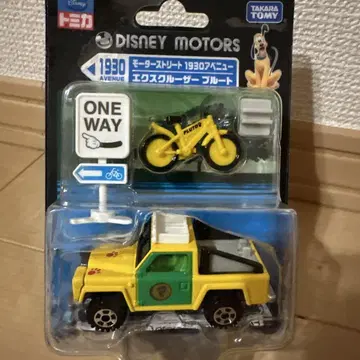 Disney
トミカ
TAKARA
TOMY
DISNEY MOTORS
1930
AVENUE
モーターストリート 1930アベニュー
エクスクルーザー プルート
ONE
WAY
PLUTO